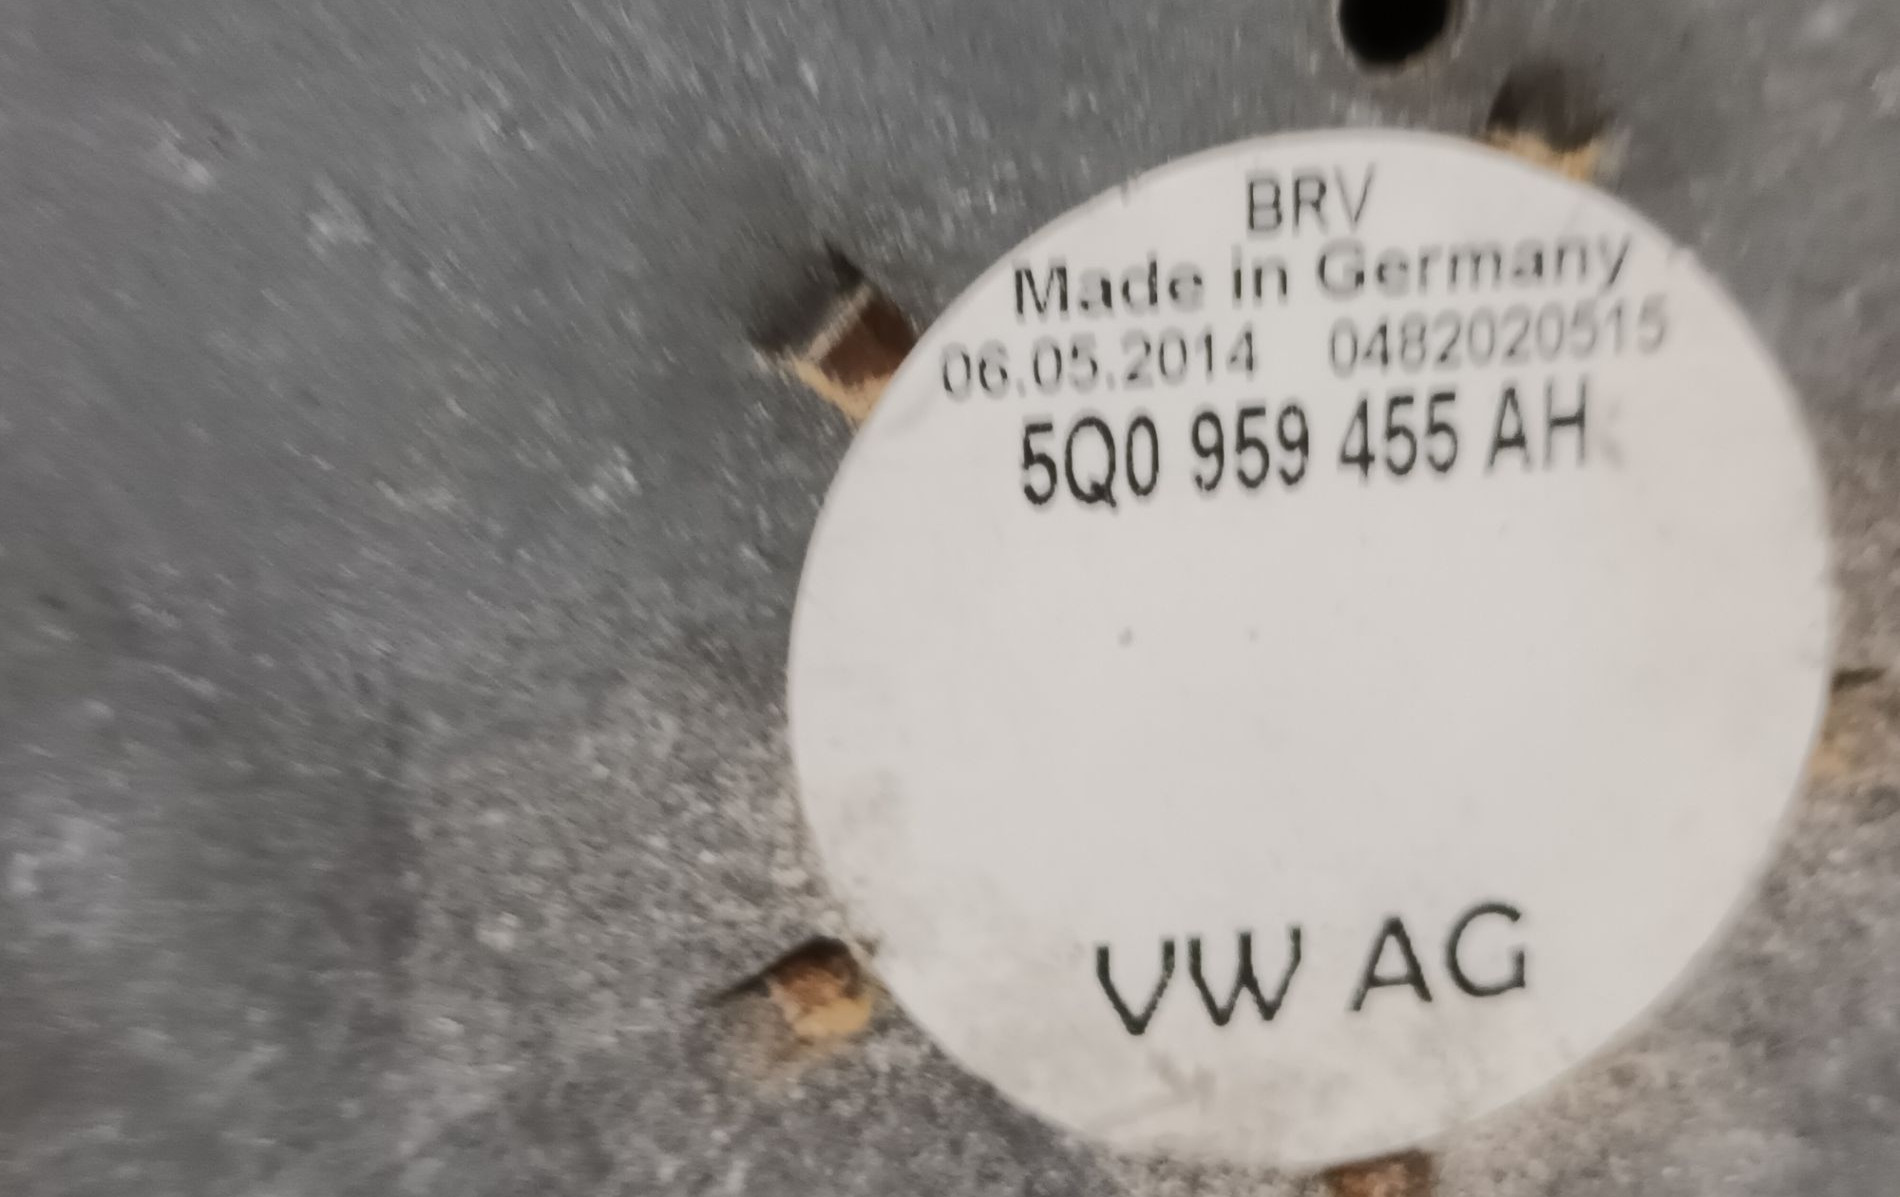 BRV
Made in Germany
06.05.2014 0482020515
5Q0 959 455 AH
VW AG